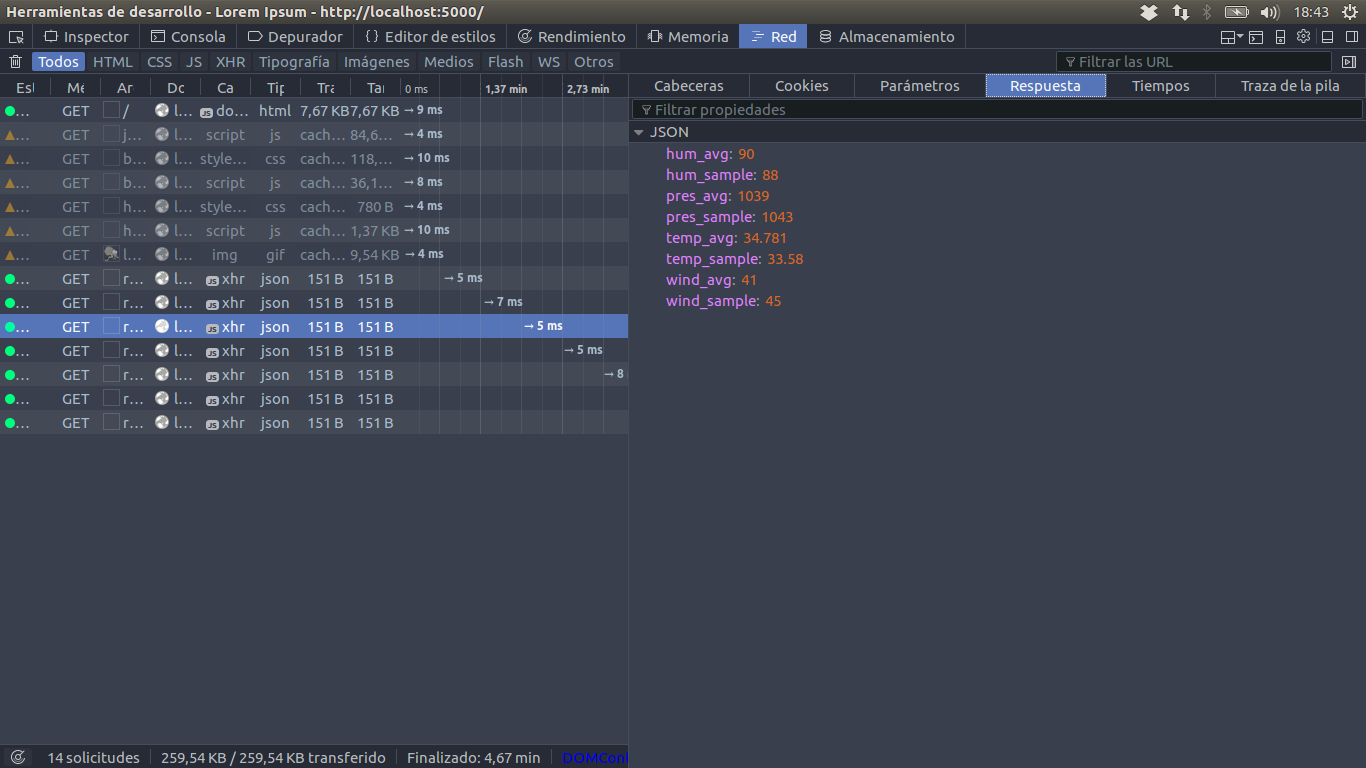 Herramientas de desarrollo - Lorem Ipsum - http://localhost:5000/ 18:43
Inspector Consola Depurador {} Editor de estilos Rendimiento Memoria Red Almacenamiento
Todos HTML CSS JS XHR Tipografía Imágenes Medios Flash WS Otros Filtrar las URL
Es Mé Ar Do Ca Tip Tra Ta 0 ms 1,37 min 2,73 min
Cabeceras Cookies Parámetros Respuesta Tiempos Traza de la pila
Filtrar propiedades
JSON
hum_avg: 90
hum_sample: 88
pres_avg: 1039
pres_sample: 1043
temp_avg: 34.781
temp_sample: 33.58
wind_avg: 41
wind_sample: 45
... GET / l... JS do... html 7,67 KB 7,67 KB → 9 ms
GET j... l... script js cach... 84,6... → 4 ms
GET b... l... style... css cach... 118,... → 10 ms
GET b... l... script js cach... 36,1... → 8 ms
GET h... l... style... css cach... 780 B → 4 ms
GET h... l... script js cach... 1,37 KB → 10 ms
GET l... l... img gif cach... 9,54 KB → 4 ms
... GET r... l... JS xhr json 151 B 151 B → 5 ms
... GET r... l... JS xhr json 151 B 151 B → 7 ms
... GET r... l... JS xhr json 151 B 151 B → 5 ms
... GET r... l... JS xhr json 151 B 151 B → 5 ms
... GET r... l... JS xhr json 151 B 151 B → 8
... GET r... l... JS xhr json 151 B 151 B
... GET r... l... JS xhr json 151 B 151 B
14 solicitudes 259,54 KB / 259,54 KB transferido Finalizado: 4,67 min DOMCont